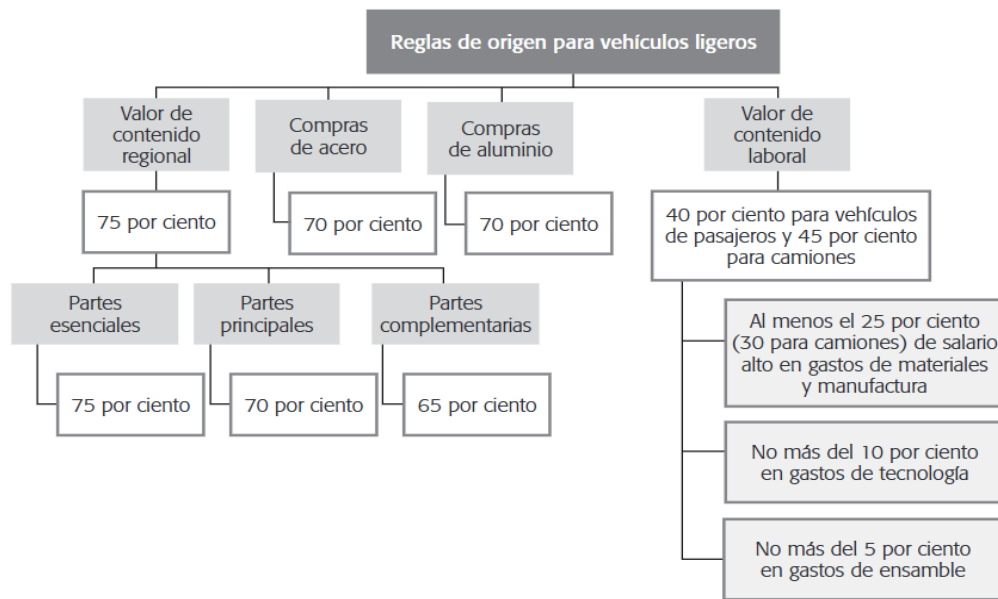 Reglas de origen para vehículos ligeros
Valor de
contenido
regional
Compras
de acero
Compras
de aluminio
Valor de
contenido
laboral
75 por ciento
70 por ciento
70 por ciento
40 por ciento para vehículos
de pasajeros y 45 por ciento
para camiones
Partes
esenciales
Partes
principales
Partes
complementarias
75 por ciento
70 por ciento
65 por ciento
Al menos el 25 por ciento
(30 para camiones) de salario
alto en gastos de materiales
y manufactura
No más del 10 por ciento
en gastos de tecnología
No más del 5 por ciento
en gastos de ensamble